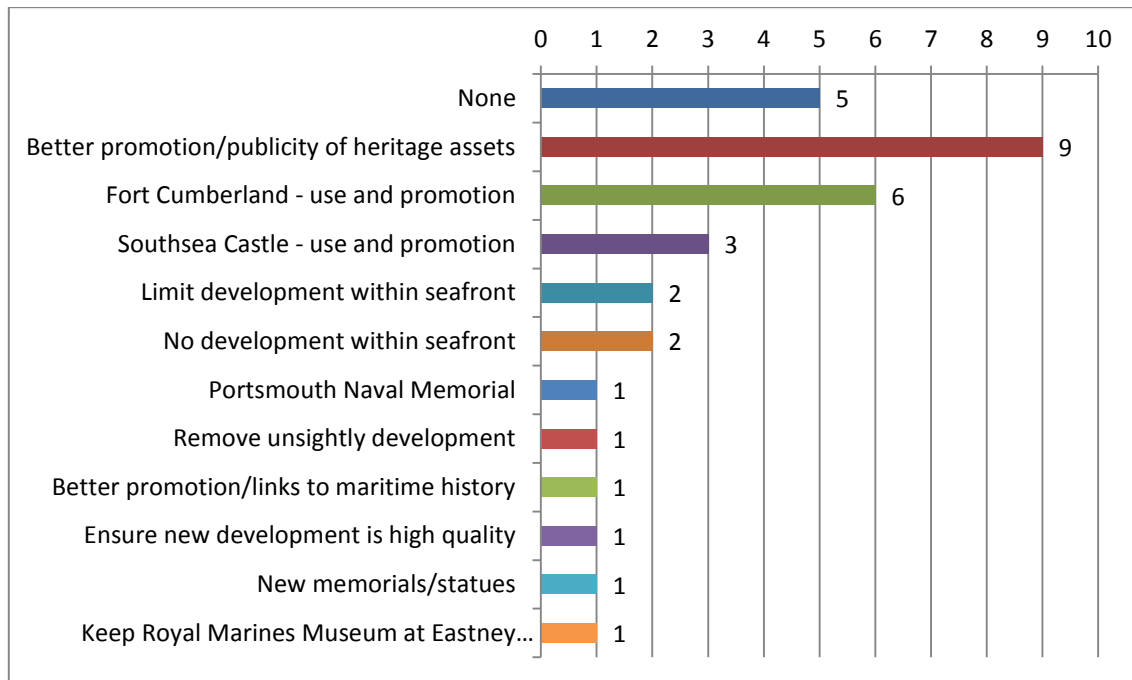 0 1 2 3 4 5 6 7 8 9 10
None 5
Better promotion/publicity of heritage assets 9
Fort Cumberland - use and promotion 6
Southsea Castle - use and promotion 3
Limit development within seafront 2
No development within seafront 2
Portsmouth Naval Memorial 1
Remove unsightly development 1
Better promotion/links to maritime history 1
Ensure new development is high quality 1
New memorials/statues 1
Keep Royal Marines Museum at Eastney... 1